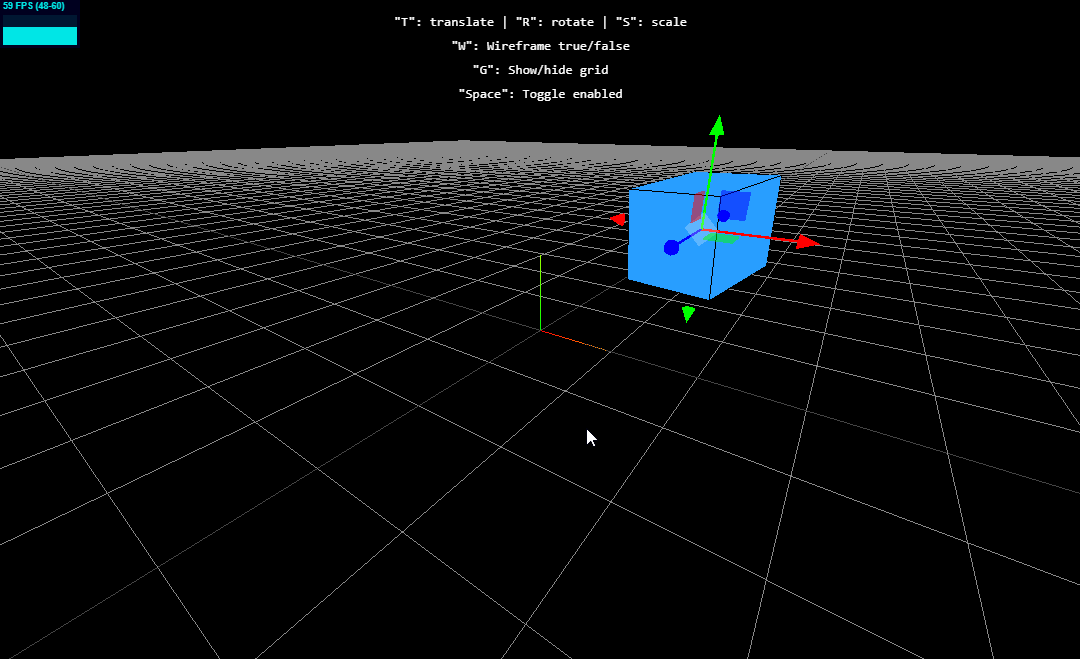 59 FPS (48-60)
"T": translate | "R": rotate | "S": scale
"W": Wireframe true/false
"G": Show/hide grid
"Space": Toggle enabled